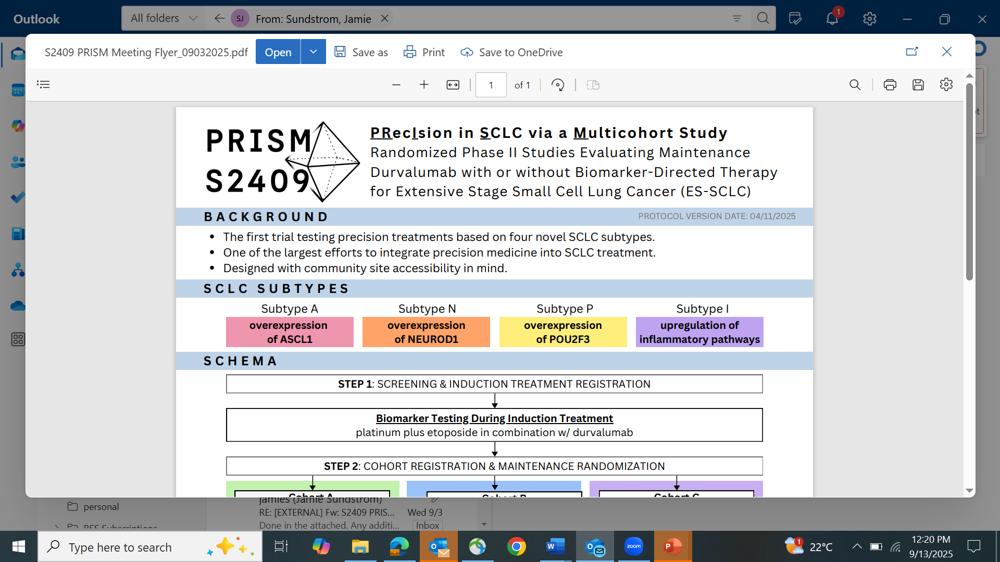 Outlook
All folders
SJ
From: Sundstrom, Jamie
1
S2409 PRISM Meeting Flyer_09032025.pdf
Open
Save as
Print
Save to OneDrive
1
of 1
PRISM
S2409
PRecIsion in SCLC via a Multicohort Study
Randomized Phase II Studies Evaluating Maintenance
Durvalumab with or without Biomarker-Directed Therapy
for Extensive Stage Small Cell Lung Cancer (ES-SCLC)
BACKGROUND
PROTOCOL VERSION DATE: 04/11/2025
• The first trial testing precision treatments based on four novel SCLC subtypes.
• One of the largest efforts to integrate precision medicine into SCLC treatment.
• Designed with community site accessibility in mind.
SCLC SUBTYPES
Subtype A
overexpression
of ASCL1
Subtype N
overexpression
of NEUROD1
Subtype P
overexpression
of POU2F3
Subtype I
upregulation of
inflammatory pathways
SCHEMA
STEP 1: SCREENING & INDUCTION TREATMENT REGISTRATION
Biomarker Testing During Induction Treatment
platinum plus etoposide in combination w/ durvalumab
STEP 2: COHORT REGISTRATION & MAINTENANCE RANDOMIZATION
Cohort A
Cohort B
Cohort C
personal
RSS Subscriptions
jamies (Jamie Sundstrom)
RE: [EXTERNAL] Fw: S2409 PRIS...
Wed 9/3
Done in the attached. Any additi...
Inbox
Type here to search
zoom
1
22°C
12:20 PM
9/13/2025